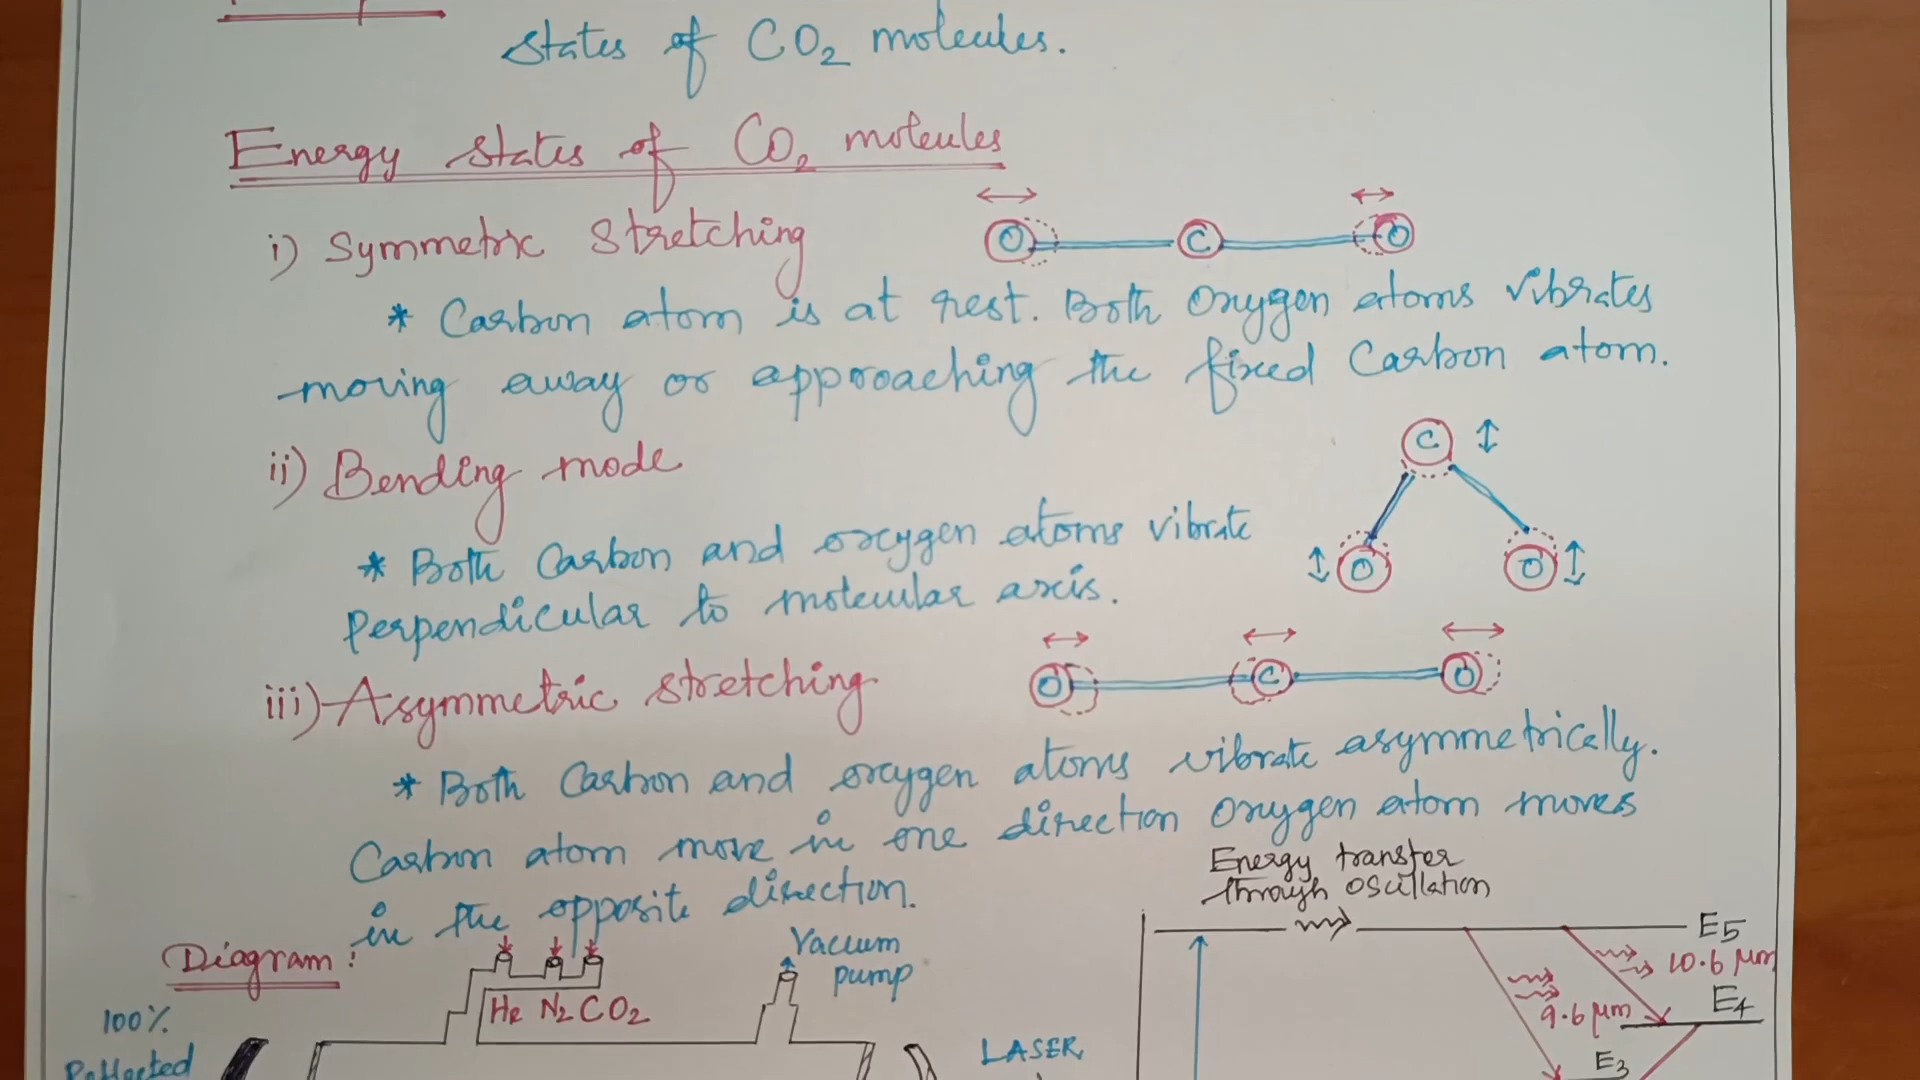 States of CO2 molecules.
Energy states of CO2 molecules
i) Symmetric Stretching
O C O
* Carbon atom is at rest. Both Oxygen atoms vibrates
moving away or approaching the fixed Carbon atom.
ii) Bending mode
C
O O
* Both Carbon and oxygen atoms vibrate
Perpendicular to molecular axis.
iii) Asymmetric stretching
O C O
* Both Carbon and oxygen atoms vibrate asymmetrically.
Carbon atom move in one direction Oxygen atom moves
in the opposite direction.
Diagram:
He N2 CO2
Vacuum
pump
100%
Reflected
LASER
Energy transfer
through oscillation
E5
10.6 μm
E4
9.6 μm
E3